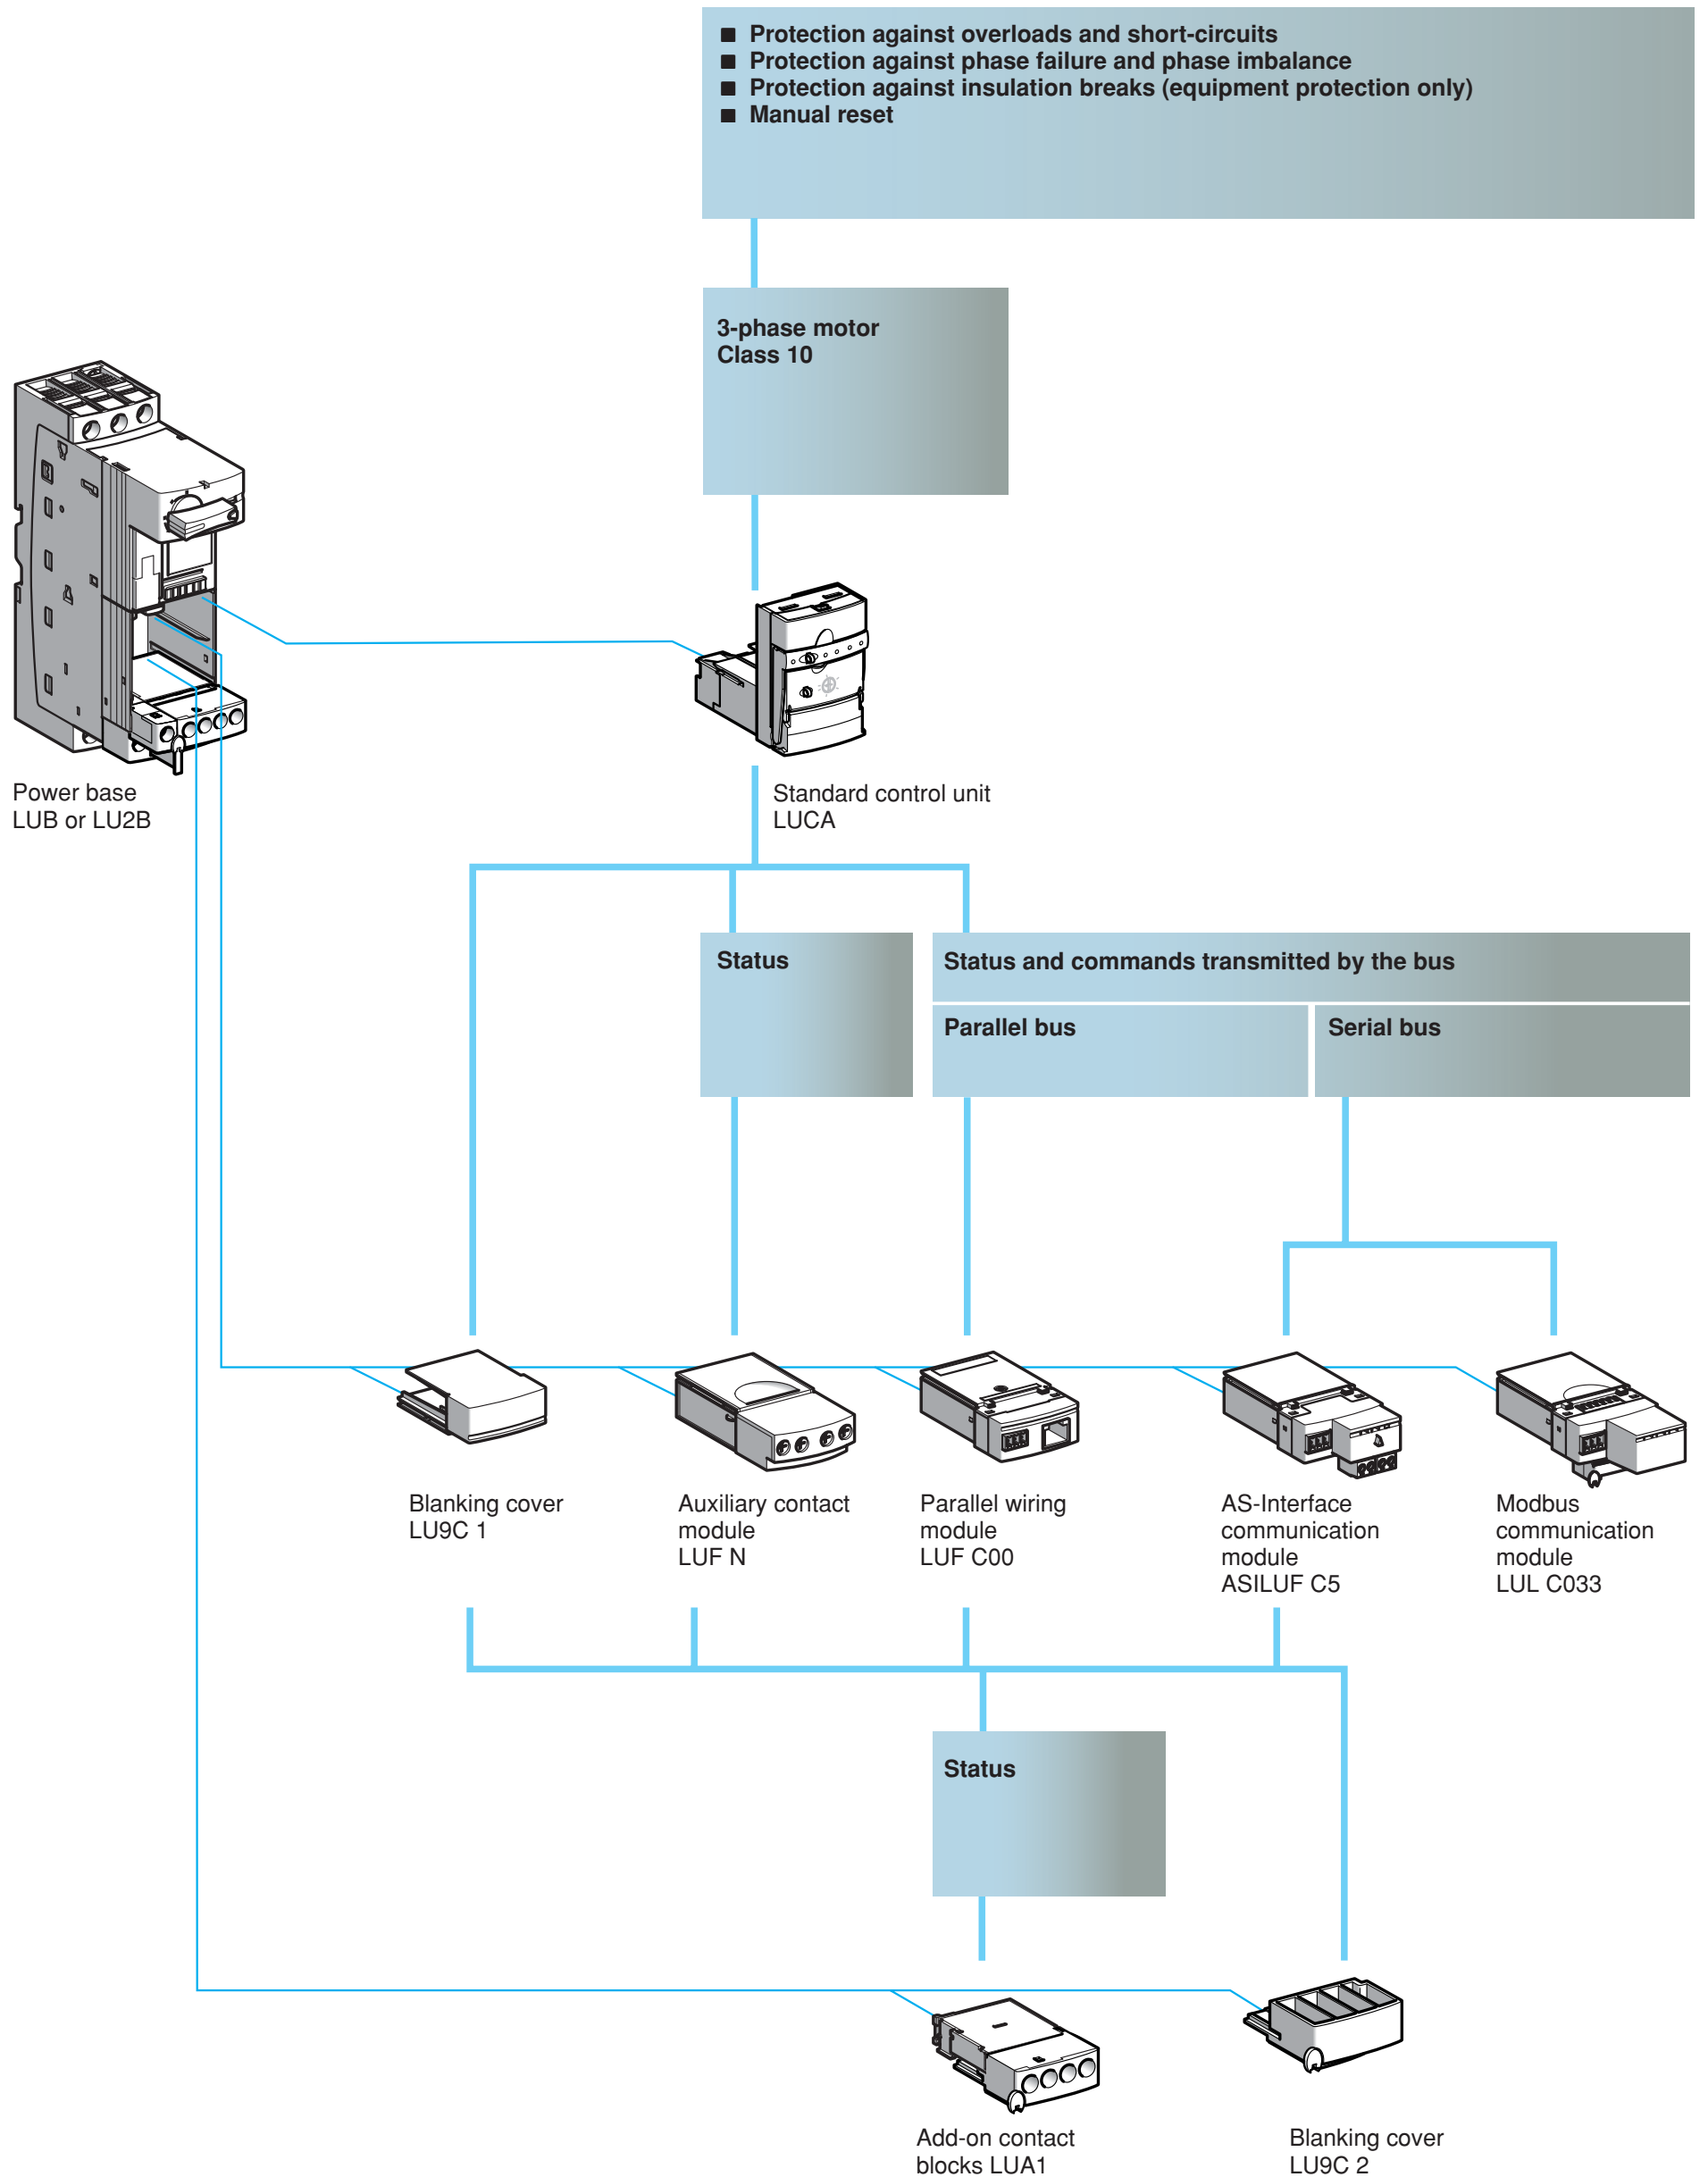 ■ Protection against overloads and short-circuits
■ Protection against phase failure and phase imbalance
■ Protection against insulation breaks (equipment protection only)
■ Manual reset
3-phase motor
Class 10
Power base
LUB or LU2B
Standard control unit
LUCA
Status
Status and commands transmitted by the bus
Parallel bus
Serial bus
Blanking cover
LU9C 1
Auxiliary contact
module
LUF N
Parallel wiring
module
LUF C00
AS-Interface
communication
module
ASILUF C5
Modbus
communication
module
LUL C033
Status
Add-on contact
blocks LUA1
Blanking cover
LU9C 2